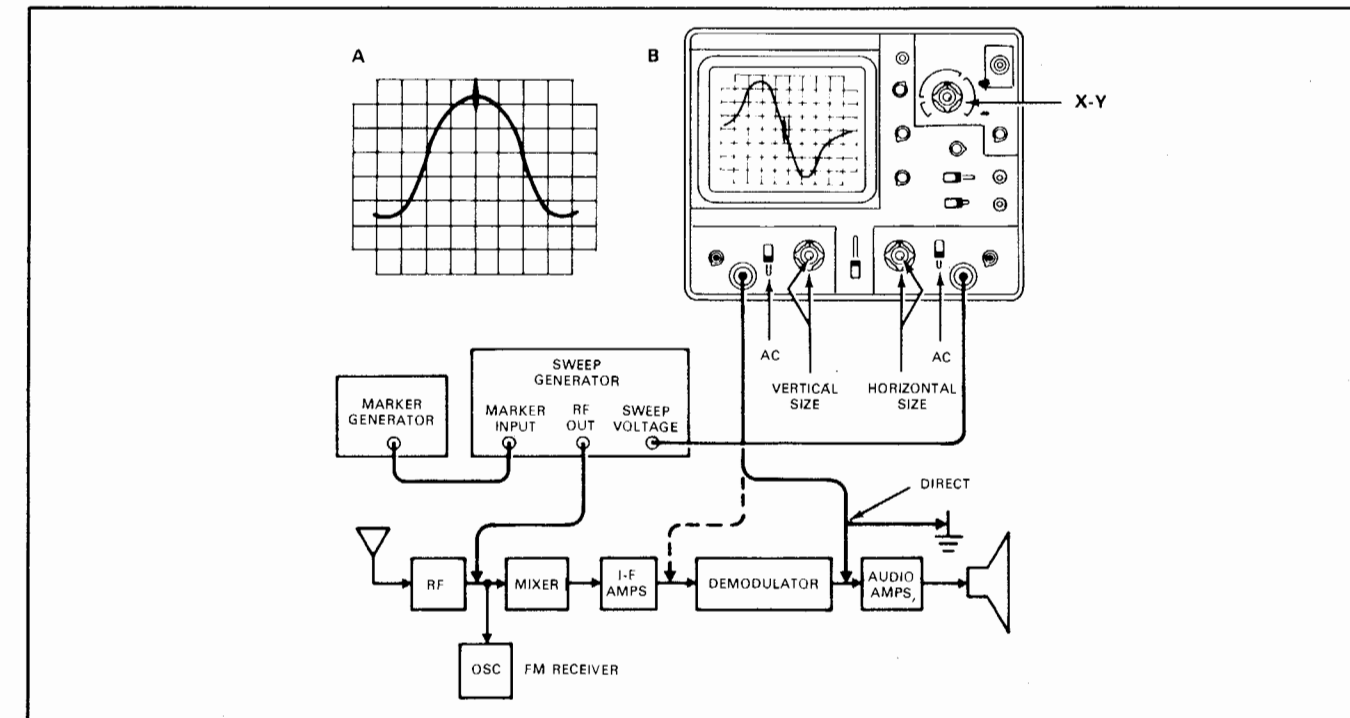 A
B
X-Y
AC
AC
VERTICAL
SIZE
HORIZONTAL
SIZE
SWEEP
GENERATOR
MARKER
GENERATOR
MARKER
INPUT
RF
OUT
SWEEP
VOLTAGE
DIRECT
RF
MIXER
I-F
AMPS
DEMODULATOR
AUDIO
AMPS,
OSC
FM RECEIVER